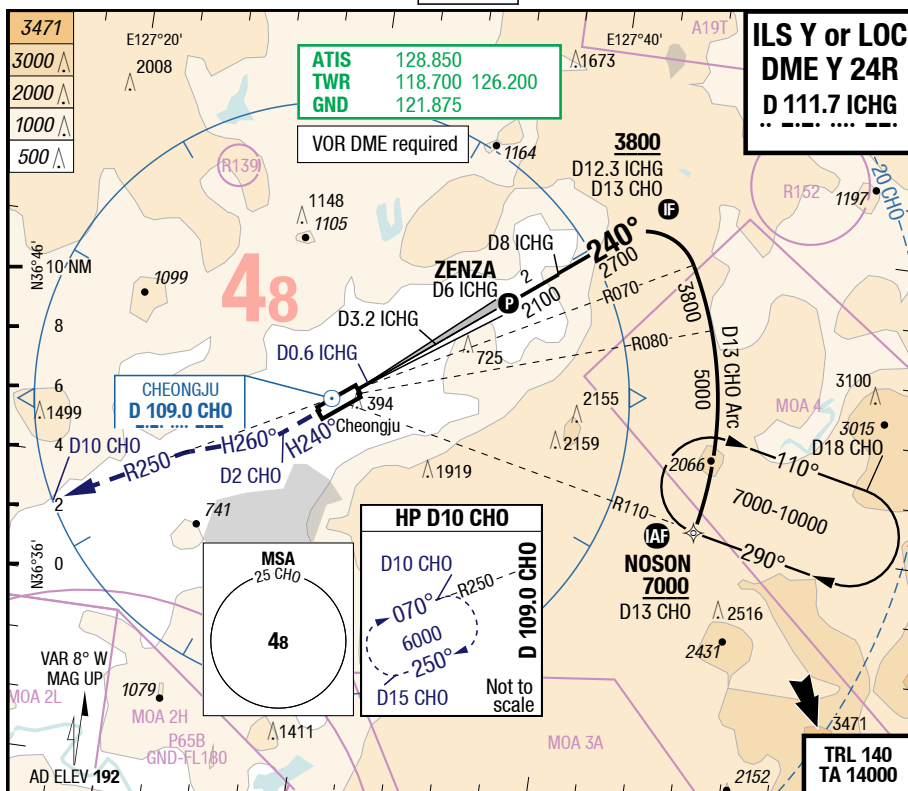 3471
3000
2000
1000
500
E127°20'
2008
ATIS 128.850
TWR 118.700 126.200
GND 121.875
VOR DME required
E127°40'
1673
A19T
ILS Y or LOC
DME Y 24R
D 111.7 ICHG
20 CHO
R139
1164
3800
D12.3 ICHG
D13 CHO
IF
R152
1197
1148
1105
N36°46'
10 NM
1099
48
ZENZA
D6 ICHG
D8 ICHG
240°
2
2700
2100
P
R070
3800
D3.2 ICHG
D0.6 ICHG
725
R080
D13 CHO Arc
5000
8
6
4
2
0
CHEONGJU
D 109.0 CHO
1499
394
Cheongju
2155
2159
MOA 4
3100
3015
D18 CHO
D10 CHO
R250
H260°
H240°
D2 CHO
1919
2066
110°
7000-10000
290°
R110
741
N36°36'
IAF
NOSON
7000
D13 CHO
MSA
25 CHO
48
HP D10 CHO
D10 CHO
R250
070°
6000
250°
D15 CHO
D 109.0 CHO
Not to
scale
2516
2431
VAR 8° W
MAG UP
MOA 2L
1079
MOA 2H
P65B
GND-FL180
1411
MOA 3A
3471
2152
AD ELEV 192
TRL 140
TA 14000